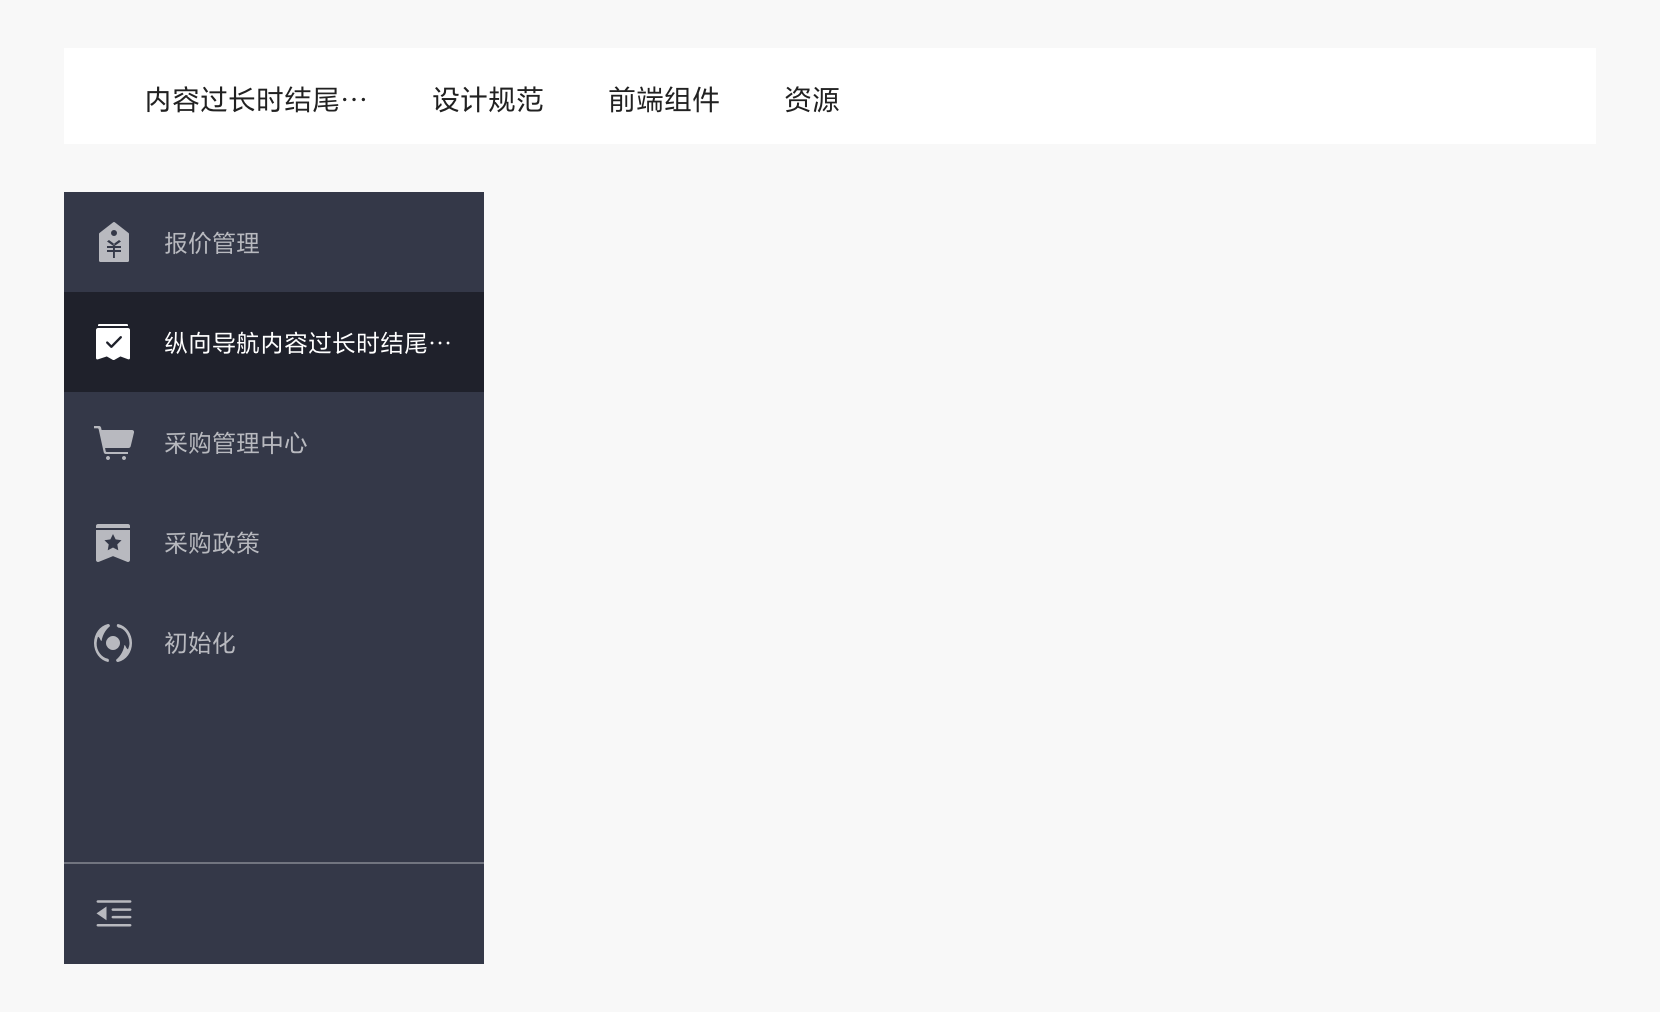 内容过长时结尾··· 设计规范 前端组件 资源
报价管理
纵向导航内容过长时结尾···
采购管理中心
采购政策
初始化